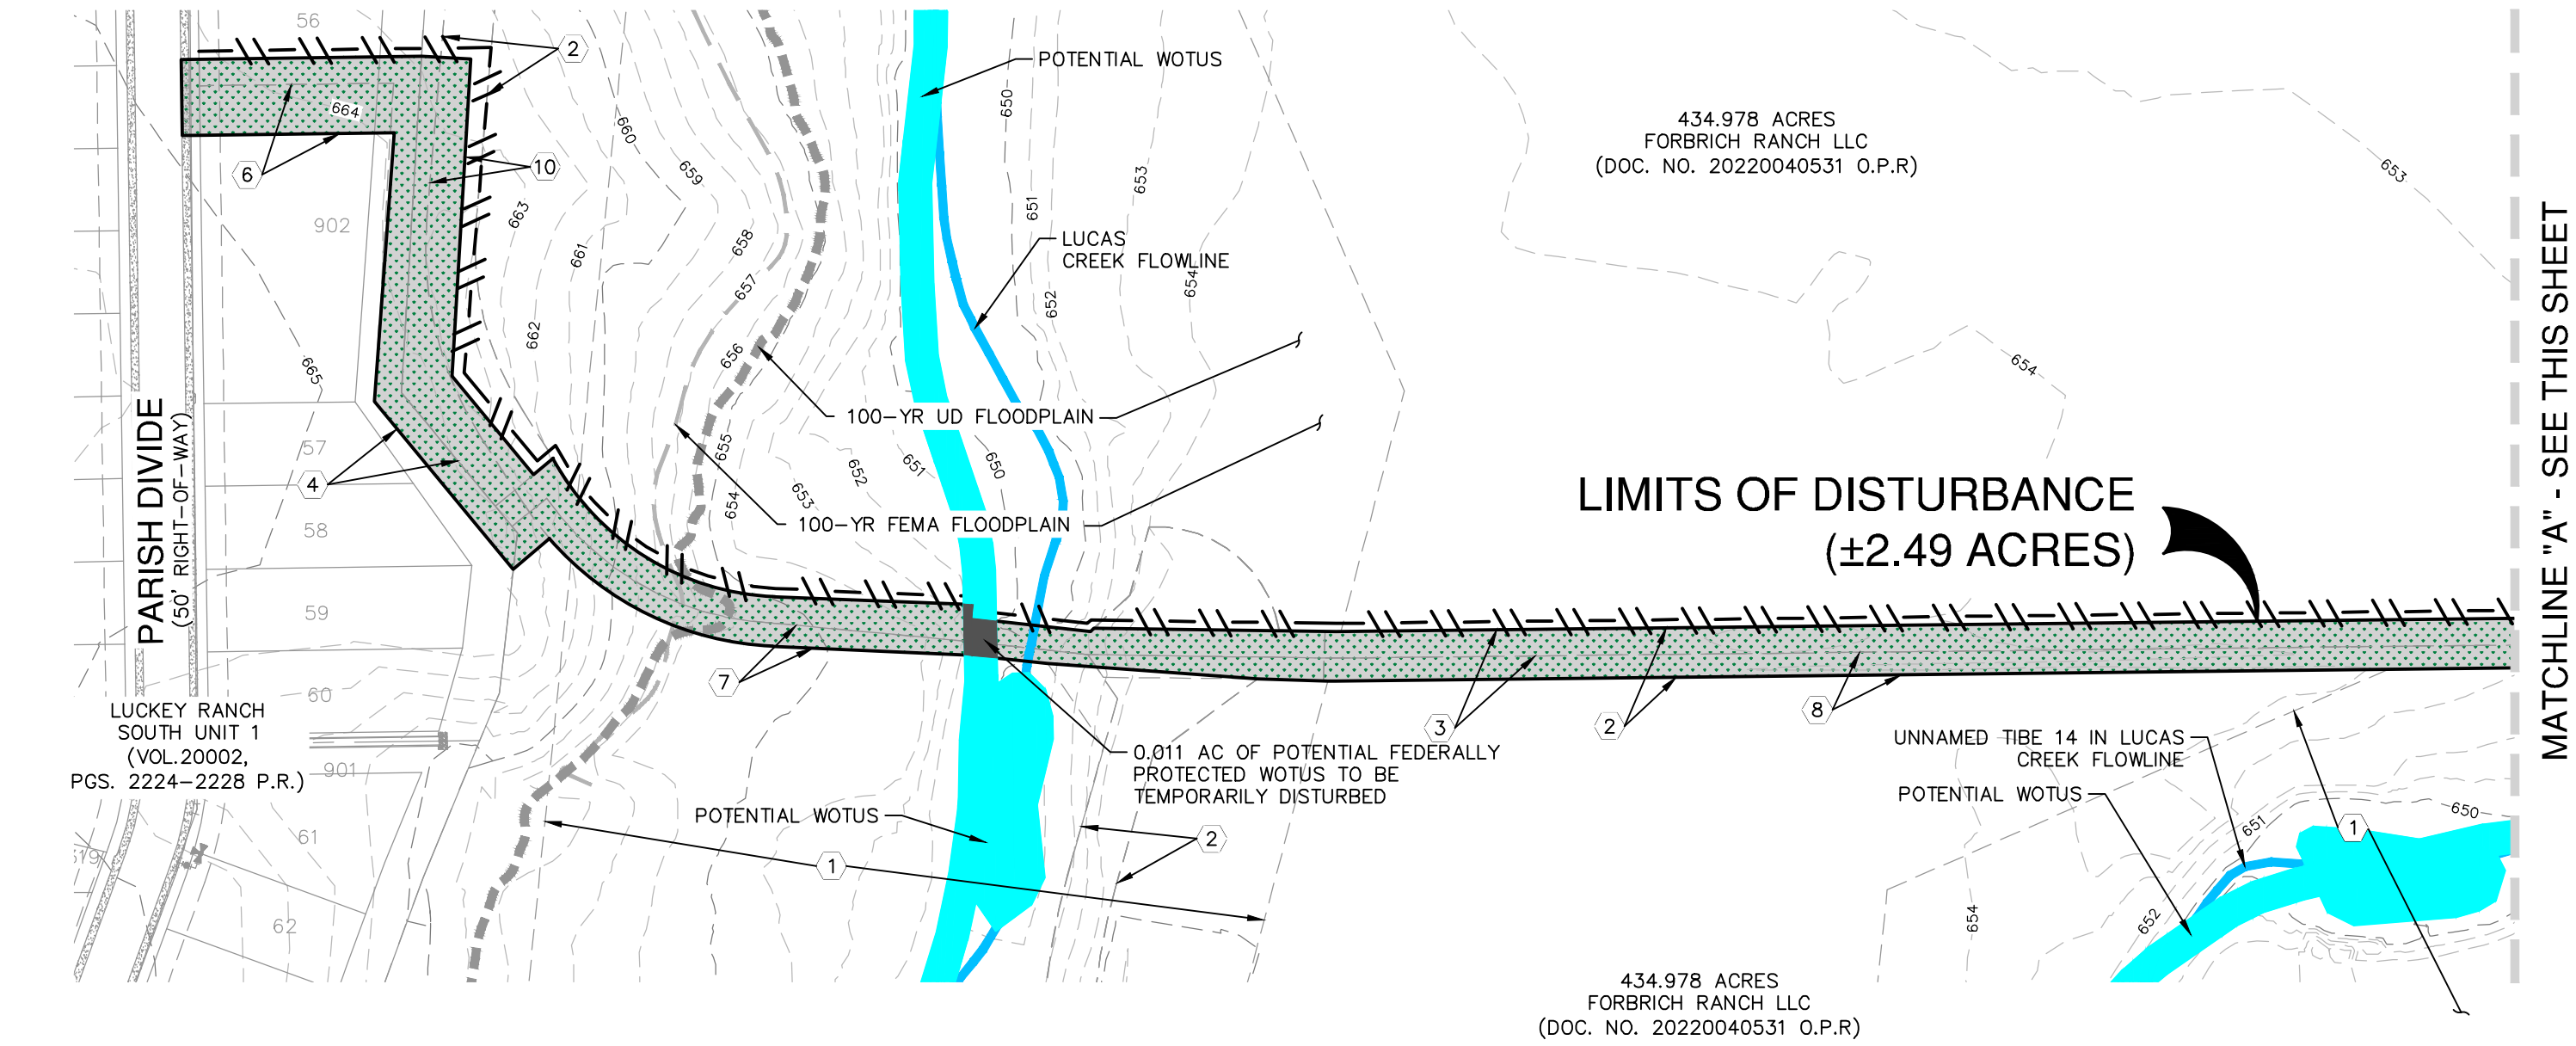 56
2
POTENTIAL WOTUS
650
664
660
659
6
10
902
663
661
658
657
662
656
665
651
653
652
654
LUCAS
CREEK FLOWLINE
434.978 ACRES
FORBRICH RANCH LLC
(DOC. NO. 20220040531 O.P.R)
653
654
MATCHLINE "A" - SEE THIS SHEET
PARISH DIVIDE
(50' RIGHT-OF-WAY)
57
4
58
59
60
100-YR UD FLOODPLAIN
655
654
653
652
651
650
100-YR FEMA FLOODPLAIN
LIMITS OF DISTURBANCE
(±2.49 ACRES)
7
3
2
8
LUCKEY RANCH
SOUTH UNIT 1
(VOL.20002,
PGS. 2224-2228 P.R.)
901
61
62
0.011 AC OF POTENTIAL FEDERALLY
PROTECTED WOTUS TO BE
TEMPORARILY DISTURBED
POTENTIAL WOTUS
1
2
UNNAMED TIBE 14 IN LUCAS
CREEK FLOWLINE
POTENTIAL WOTUS
650
651
1
652
654
434.978 ACRES
FORBRICH RANCH LLC
(DOC. NO. 20220040531 O.P.R)